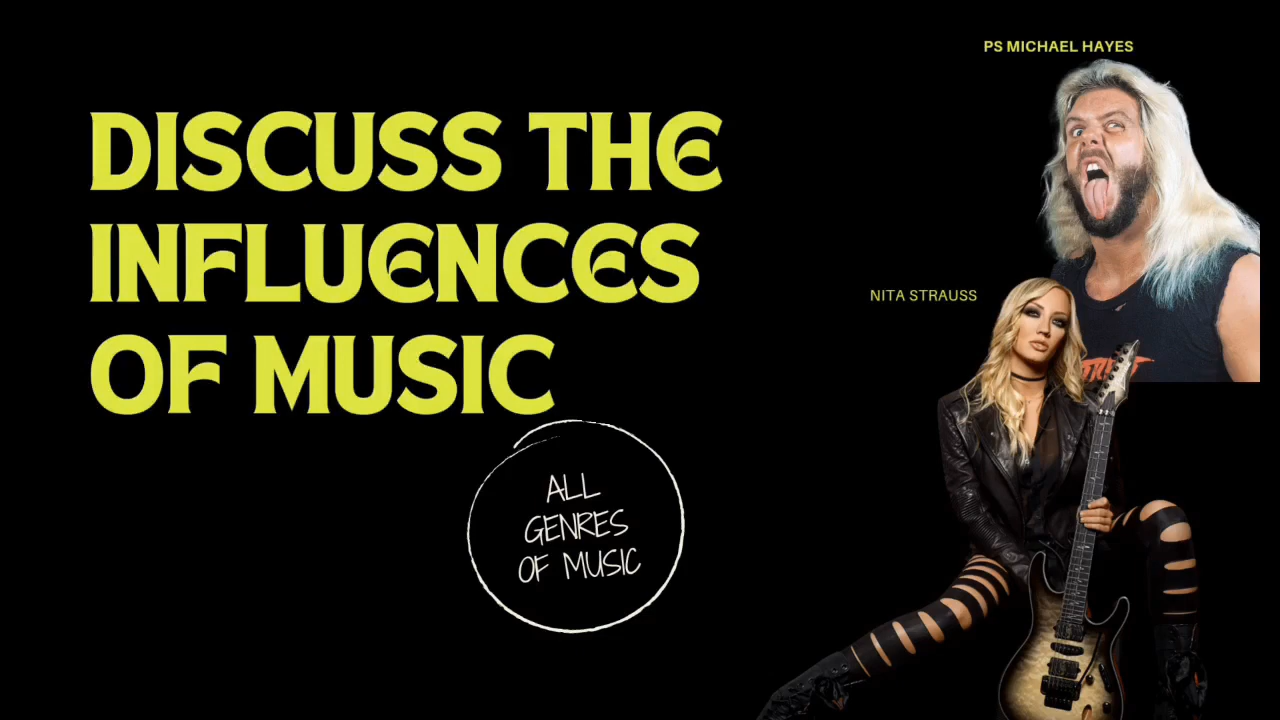 PS MICHAEL HAYES
DISCUSS THE
INFLUENCES
OF MUSIC
NITA STRAUSS
ALL
GENRES
OF MUSIC